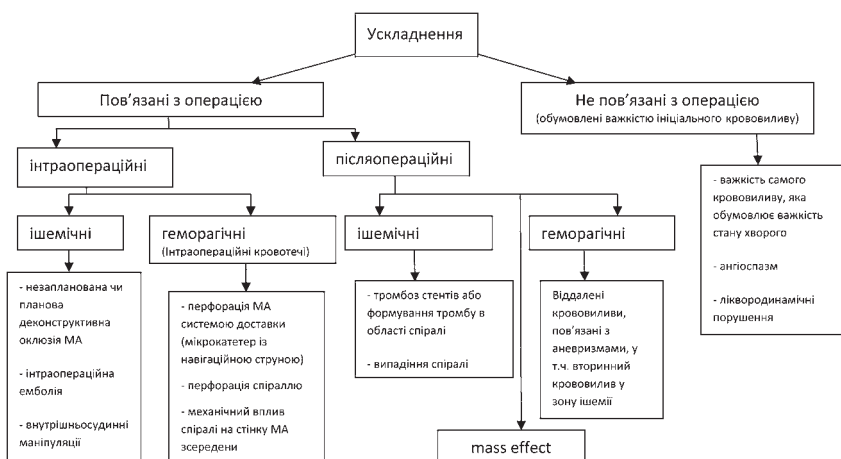 Ускладнення
Пов’язані з операцією
Не пов’язані з операцією
(обумовлені важкістю ініціального крововиливу)
інтраопераційні
післяопераційні
- важкість самого
крововиливу, яка
обумовлює важкість
стану хворого
- ангіоспазм
- ліквородинамічні
порушення
ішемічні
геморагічні
(Інтраопераційні кровотечі)
ішемічні
геморагічні
- незапланована чи
планова
деконструктивна
оклюзія МА
- інтраопераційна
емболія
- внутрішньосудинні
маніпуляції
- перфорація МА
системою доставки
(мікрокатетер із
навігаційною струною)
- перфорація спіраллю
- механічний вплив
спіралі на стінку МА
зсередени
- тромбоз стентів або
формування тромбу в
області спіралі
- випадіння спіралі
Віддалені
крововиливи,
пов’язані з
аневризмами, у
т.ч. вторинний
крововилив у
зону ішемії
mass effect